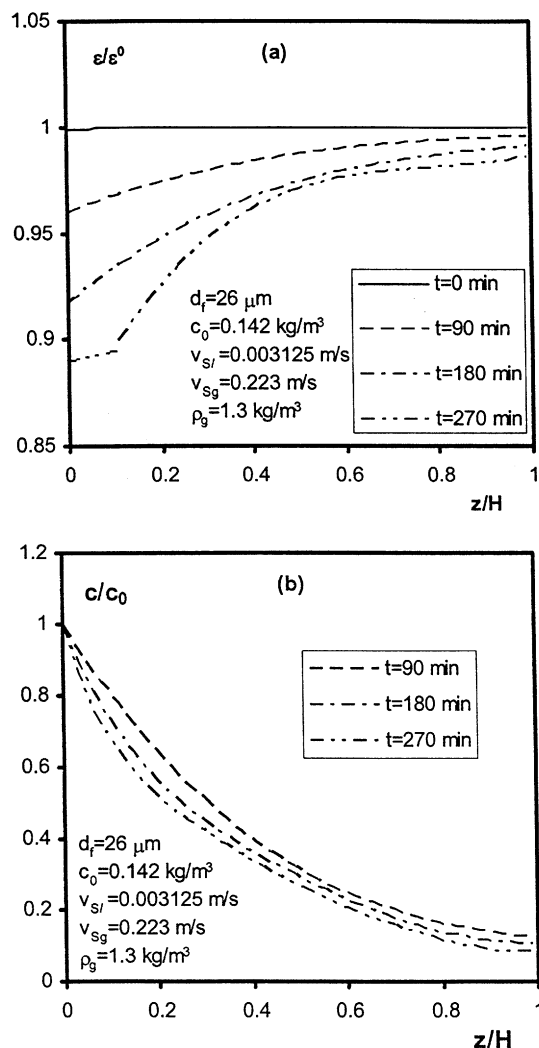 1.05
ε/ε⁰
(a)
1
0.95
0.9
0.85
d_f=26 μm
c₀=0.142 kg/m³
v_Sl=0.003125 m/s
v_Sg=0.223 m/s
ρ_g=1.3 kg/m³
t=0 min
t=90 min
t=180 min
t=270 min
0 0.2 0.4 0.6 0.8 1
z/H
1.2
c/c₀
(b)
1
0.8
0.6
0.4
0.2
0
t=90 min
t=180 min
t=270 min
d_f=26 μm
c₀=0.142 kg/m³
v_Sl=0.003125 m/s
v_Sg=0.223 m/s
ρ_g=1.3 kg/m³
0 0.2 0.4 0.6 0.8 1
z/H